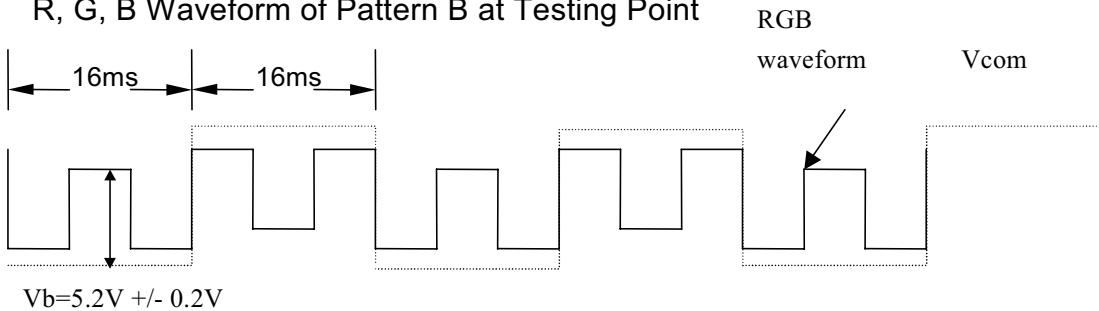 R, G, B Waveform of Pattern B at Testing Point
RGB
waveform
Vcom
16ms
16ms
Vb=5.2V +/- 0.2V